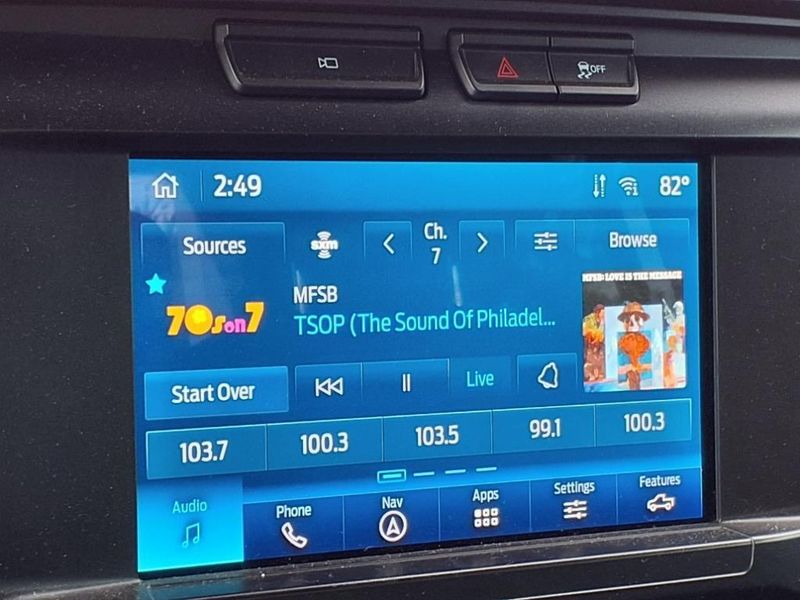 OFF
2:49
82°
Sources
sxm
Ch.
7
Browse
MFSB: LOVE IS THE MESSAGE
MFSB
70s on 7
TSOP (The Sound Of Philadel...
Start Over
Live
103.7
100.3
103.5
99.1
100.3
Audio
Phone
Nav
Apps
Settings
Features